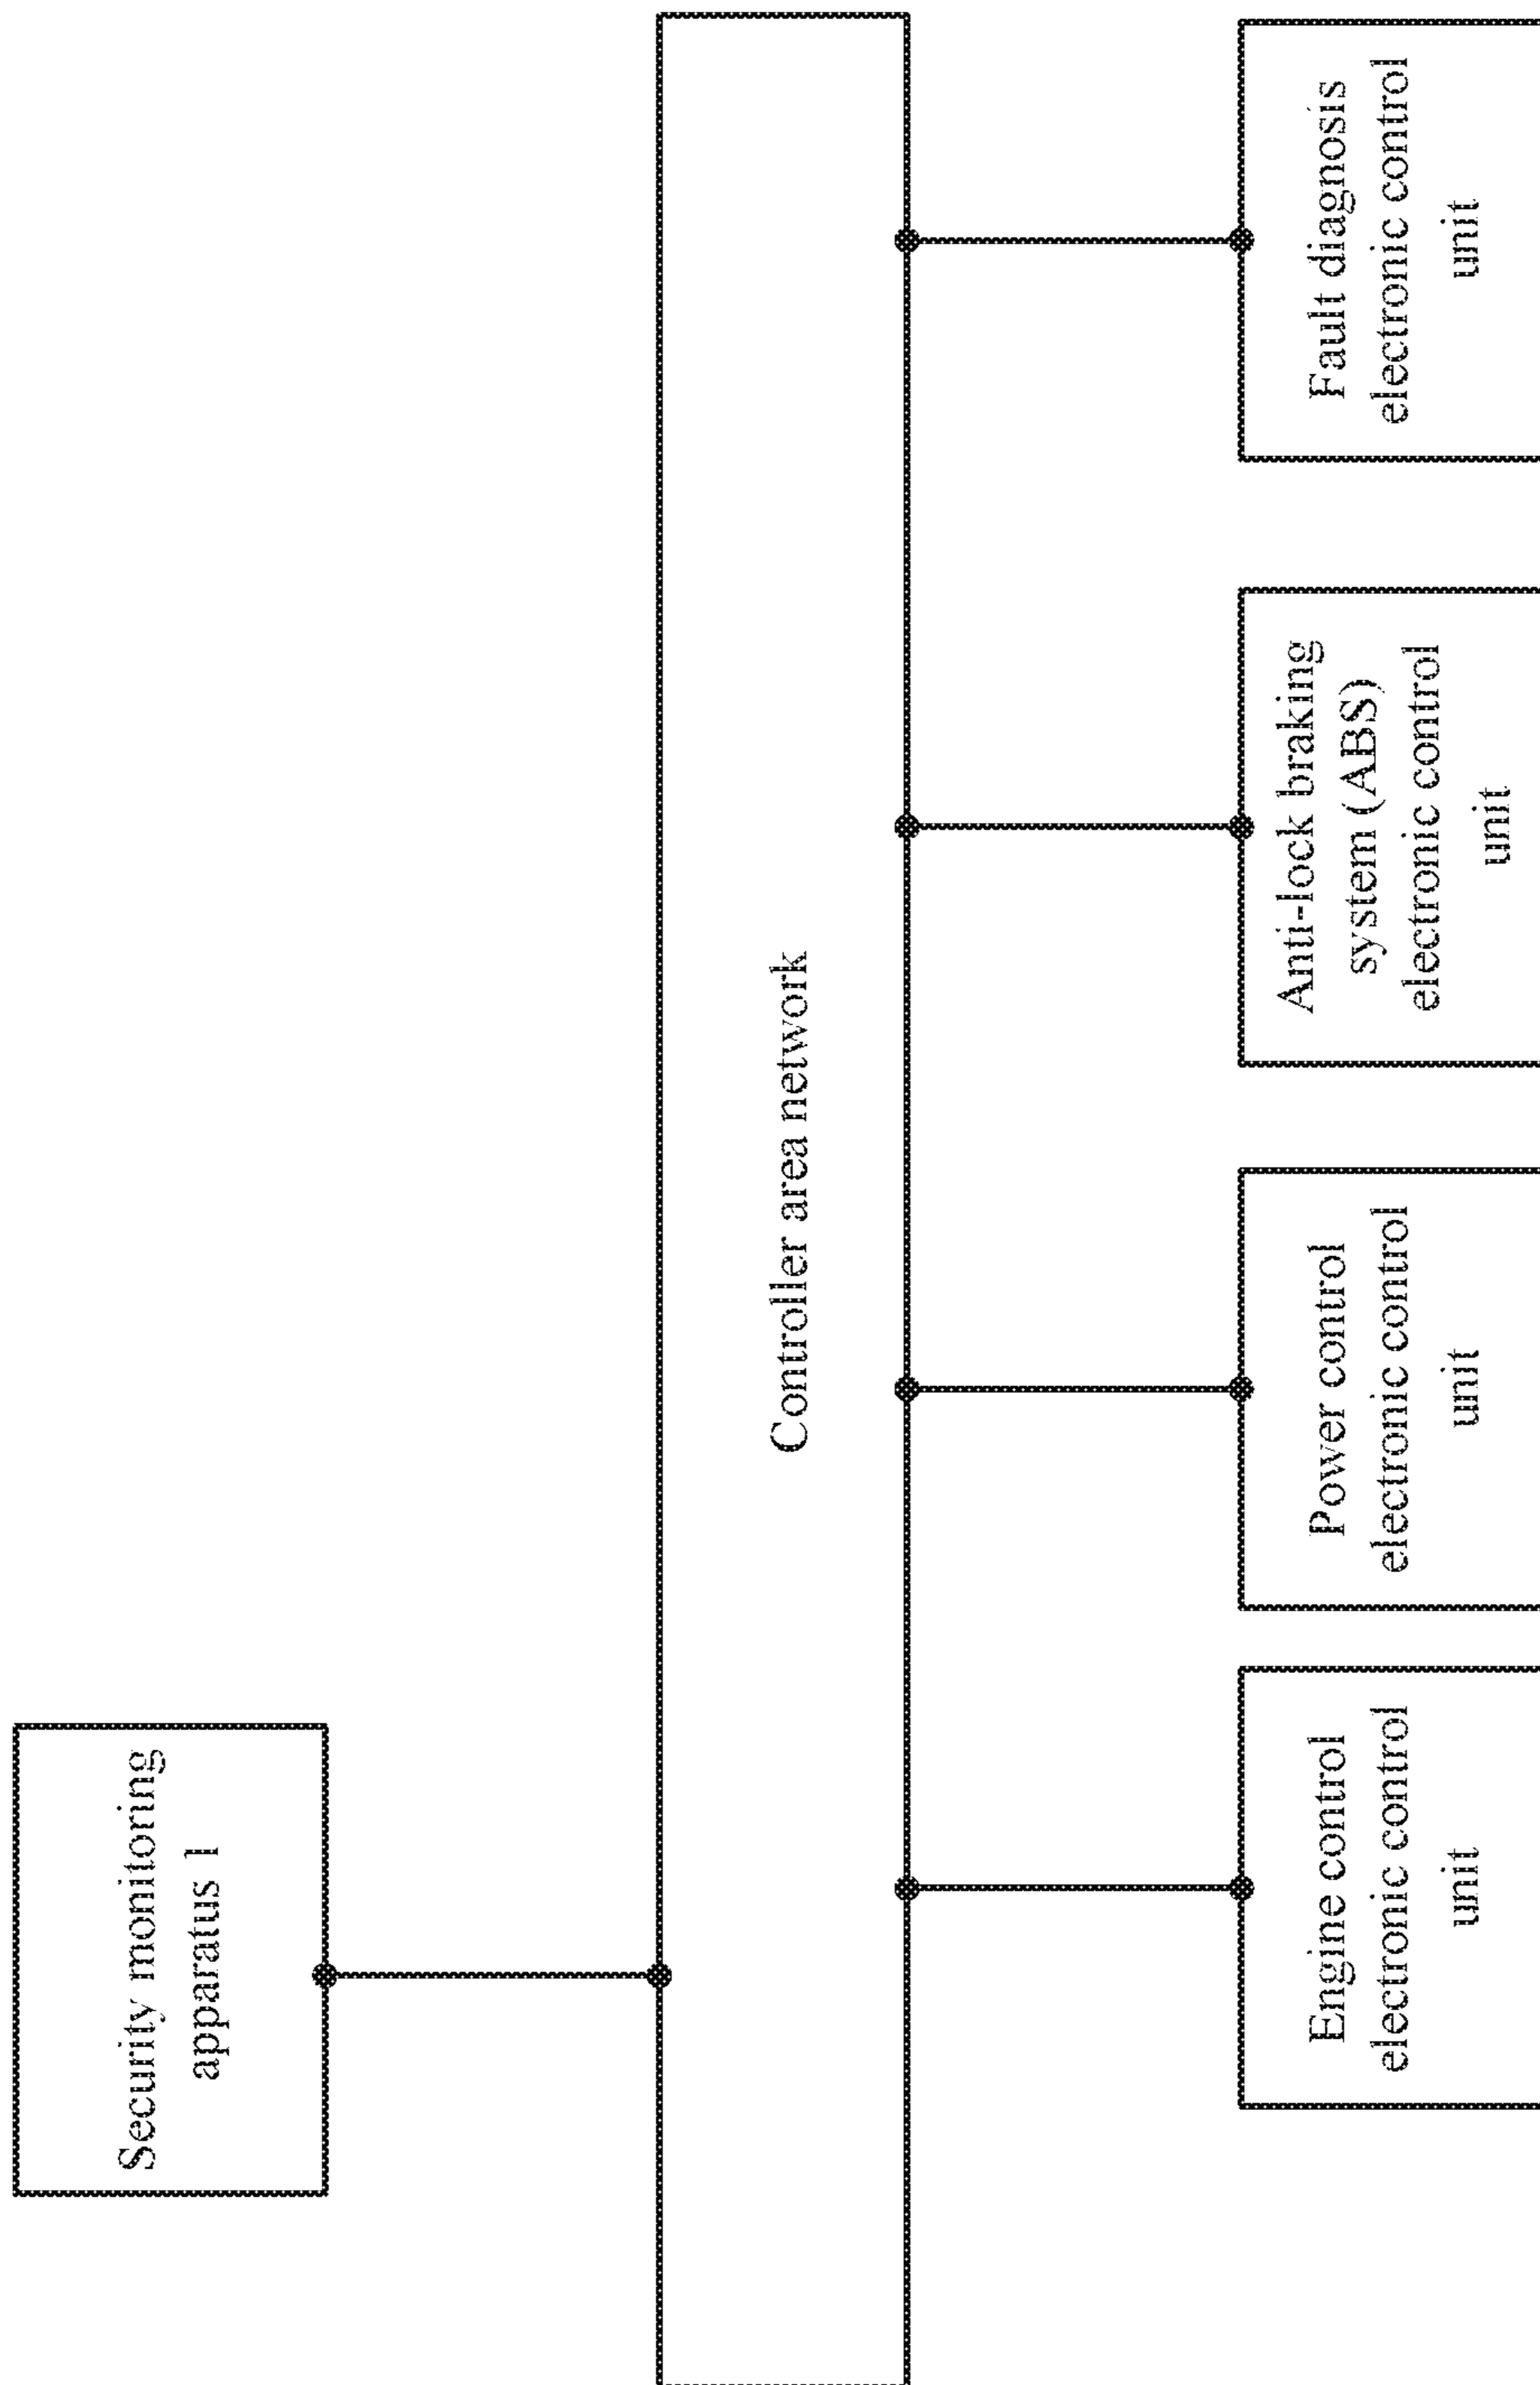 Security monitoring
apparatus 1
Controller area network
Engine control
electronic control
unit
Power control
electronic control
unit
Anti-lock braking
system (ABS)
electronic control
unit
Fault diagnosis
electronic control
unit